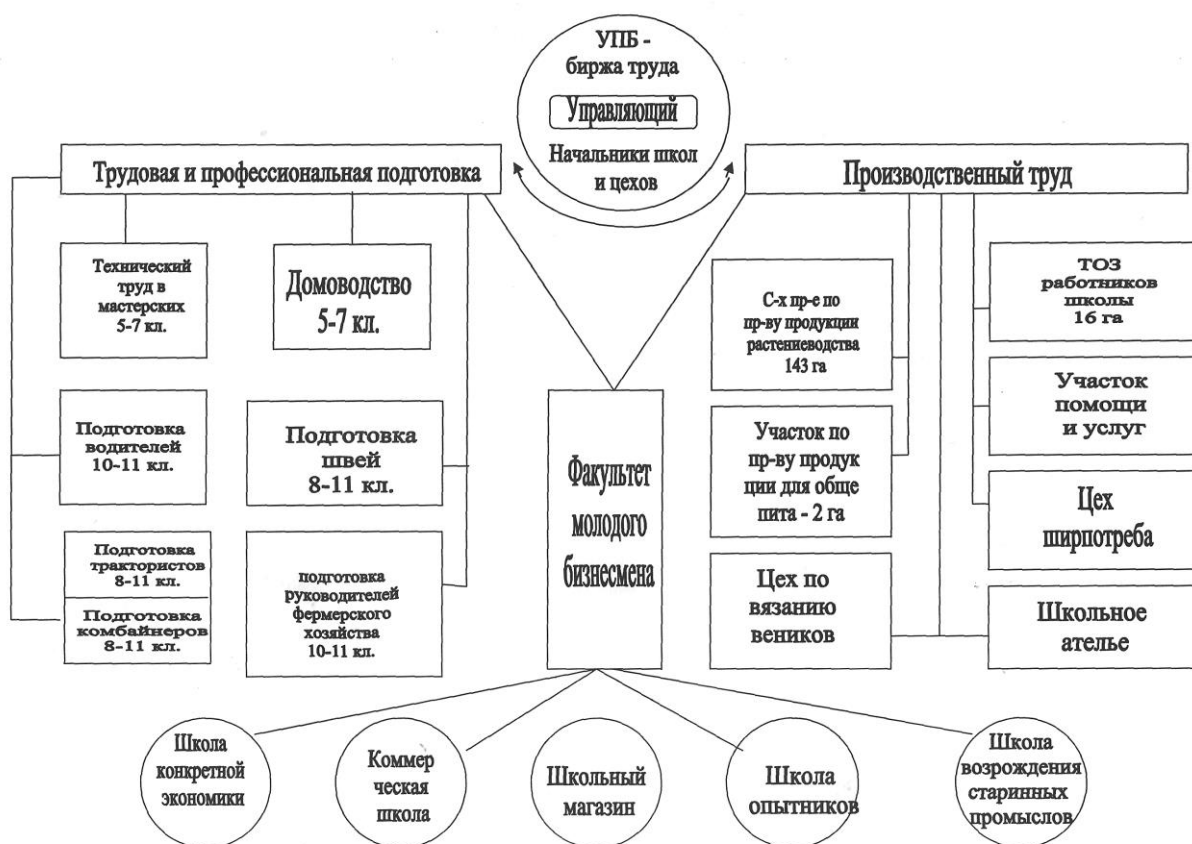 УПБ -
биржа труда
Управляющий
Начальники школ
и цехов
Трудовая и профессиональная подготовка
Производственный труд
Технический
труд в
мастерских
5-7 кл.
Домоводство
5-7 кл.
С-х пр-е по
пр-ву продукции
растениеводства
143 га
ТОЗ
работников
школы
16 га
Подготовка
водителей
10-11 кл.
Подготовка
швей
8-11 кл.
Участок по
пр-ву продук
ции для обще
пита - 2 га
Участок
помощи
и услуг
Факультет
молодого
бизнесмена
Цех
ширпотреба
Подготовка
трактористов
8-11 кл.
Подготовка
комбайнеров
8-11 кл.
подготовка
руководителей
фермерского
хозяйства
10-11 кл.
Цех по
вязанию
веников
Школьное
ателье
Школа
конкретной
экономики
Коммер
ческая
школа
Школьный
магазин
Школа
опытников
Школа
возрождения
старинных
промыслов